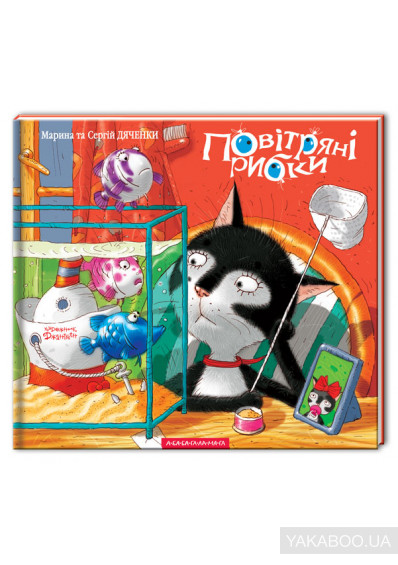 Марина та Сергій ДЯЧЕНКИ
Повітряні
рибки
А-БА-БА-ГА-ЛА-МА-ГА
YAKABOO.UA